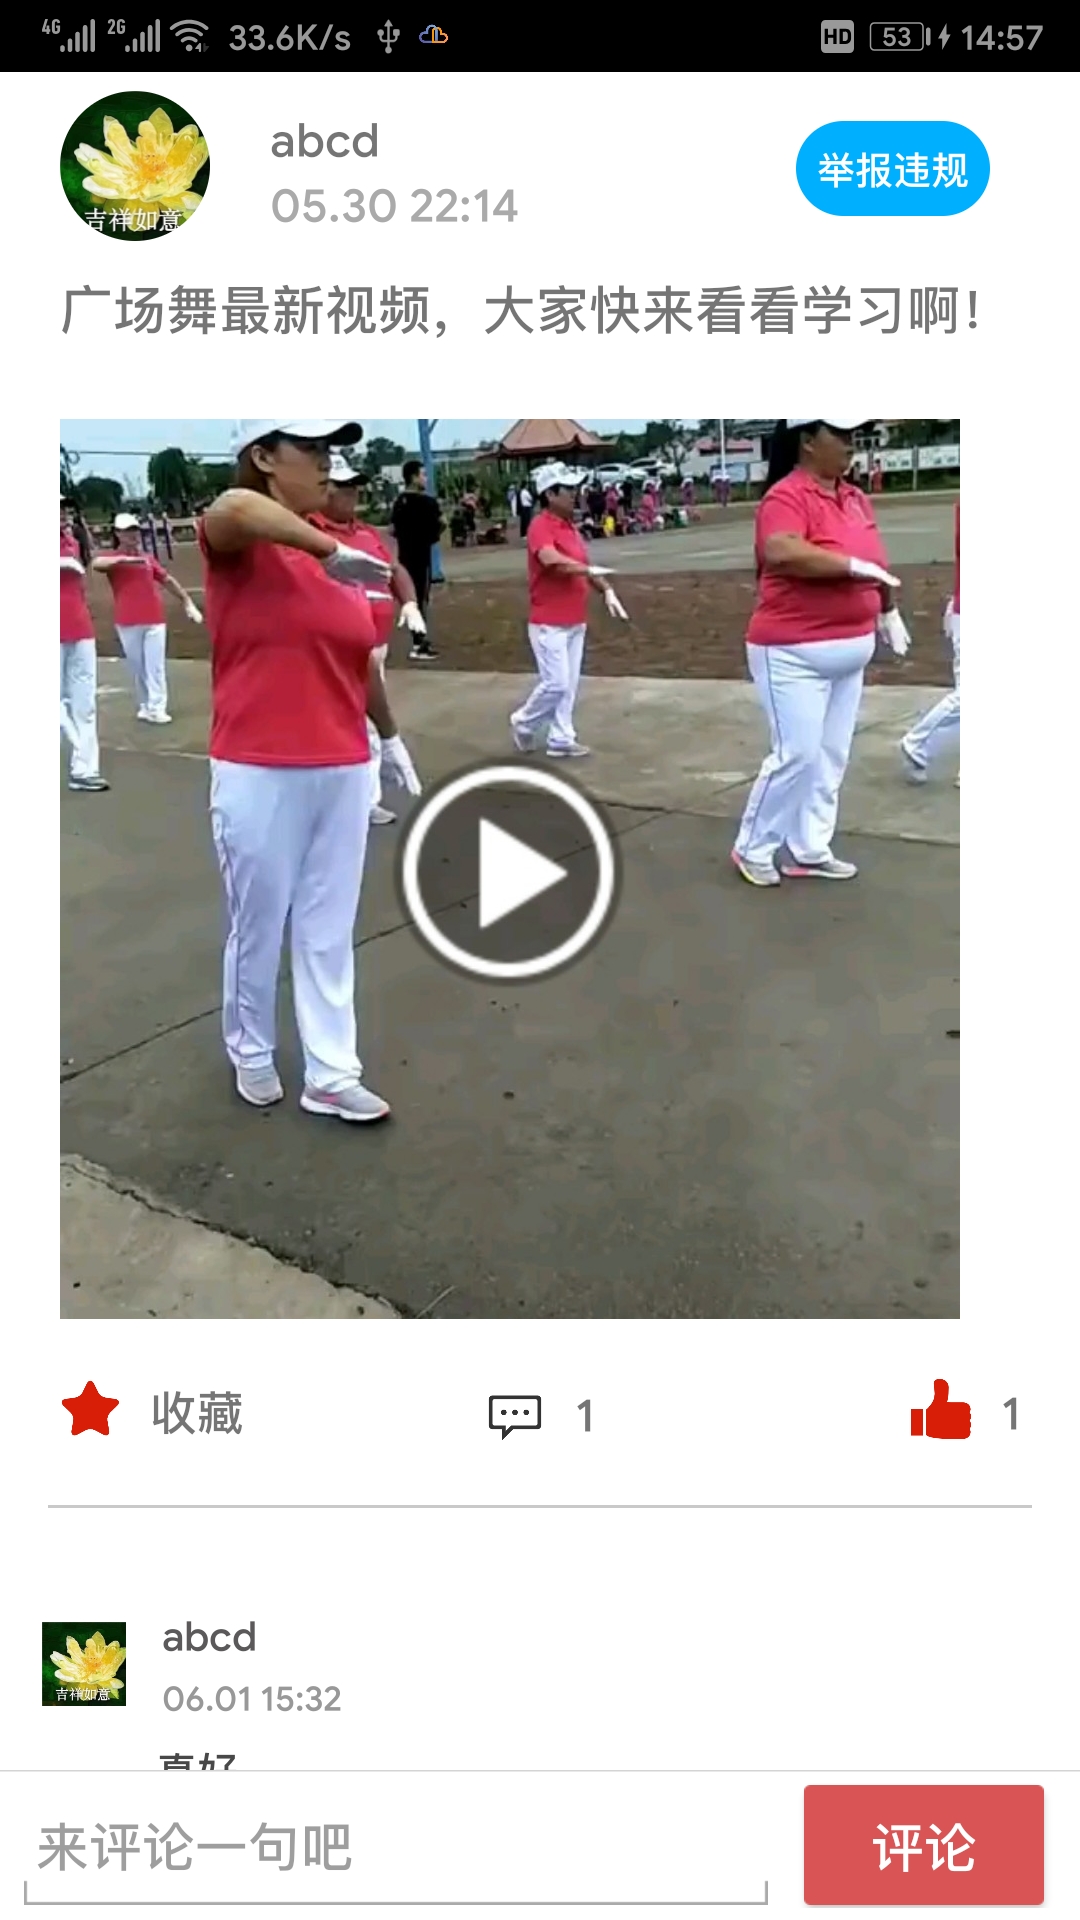 4G 2G 33.6K/s HD 53 14:57
abcd
05.30 22:14
举报违规
吉祥如意
广场舞最新视频，大家快来看看学习啊！
收藏
1
1
abcd
06.01 15:32
吉祥如意
真好
来评论一句吧
评论